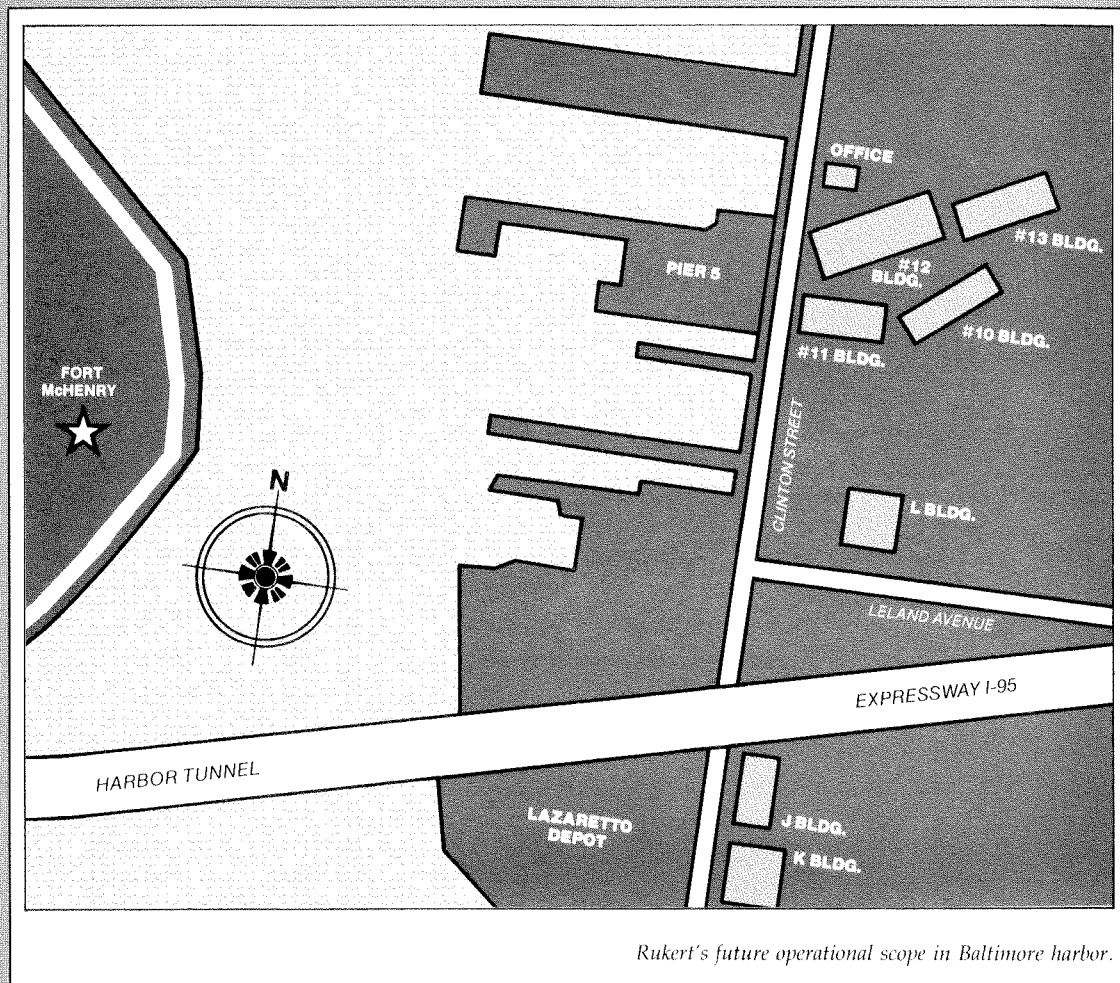 OFFICE
#13 BLDG.
#12
BLDG.
PIER 5
#10 BLDG.
#11 BLDG.
FORT
McHENRY
CLINTON STREET
N
L BLDG.
LELAND AVENUE
EXPRESSWAY I-95
HARBOR TUNNEL
LAZARETTO
DEPOT
J BLDG.
K BLDG.
Rukert's future operational scope in Baltimore harbor.